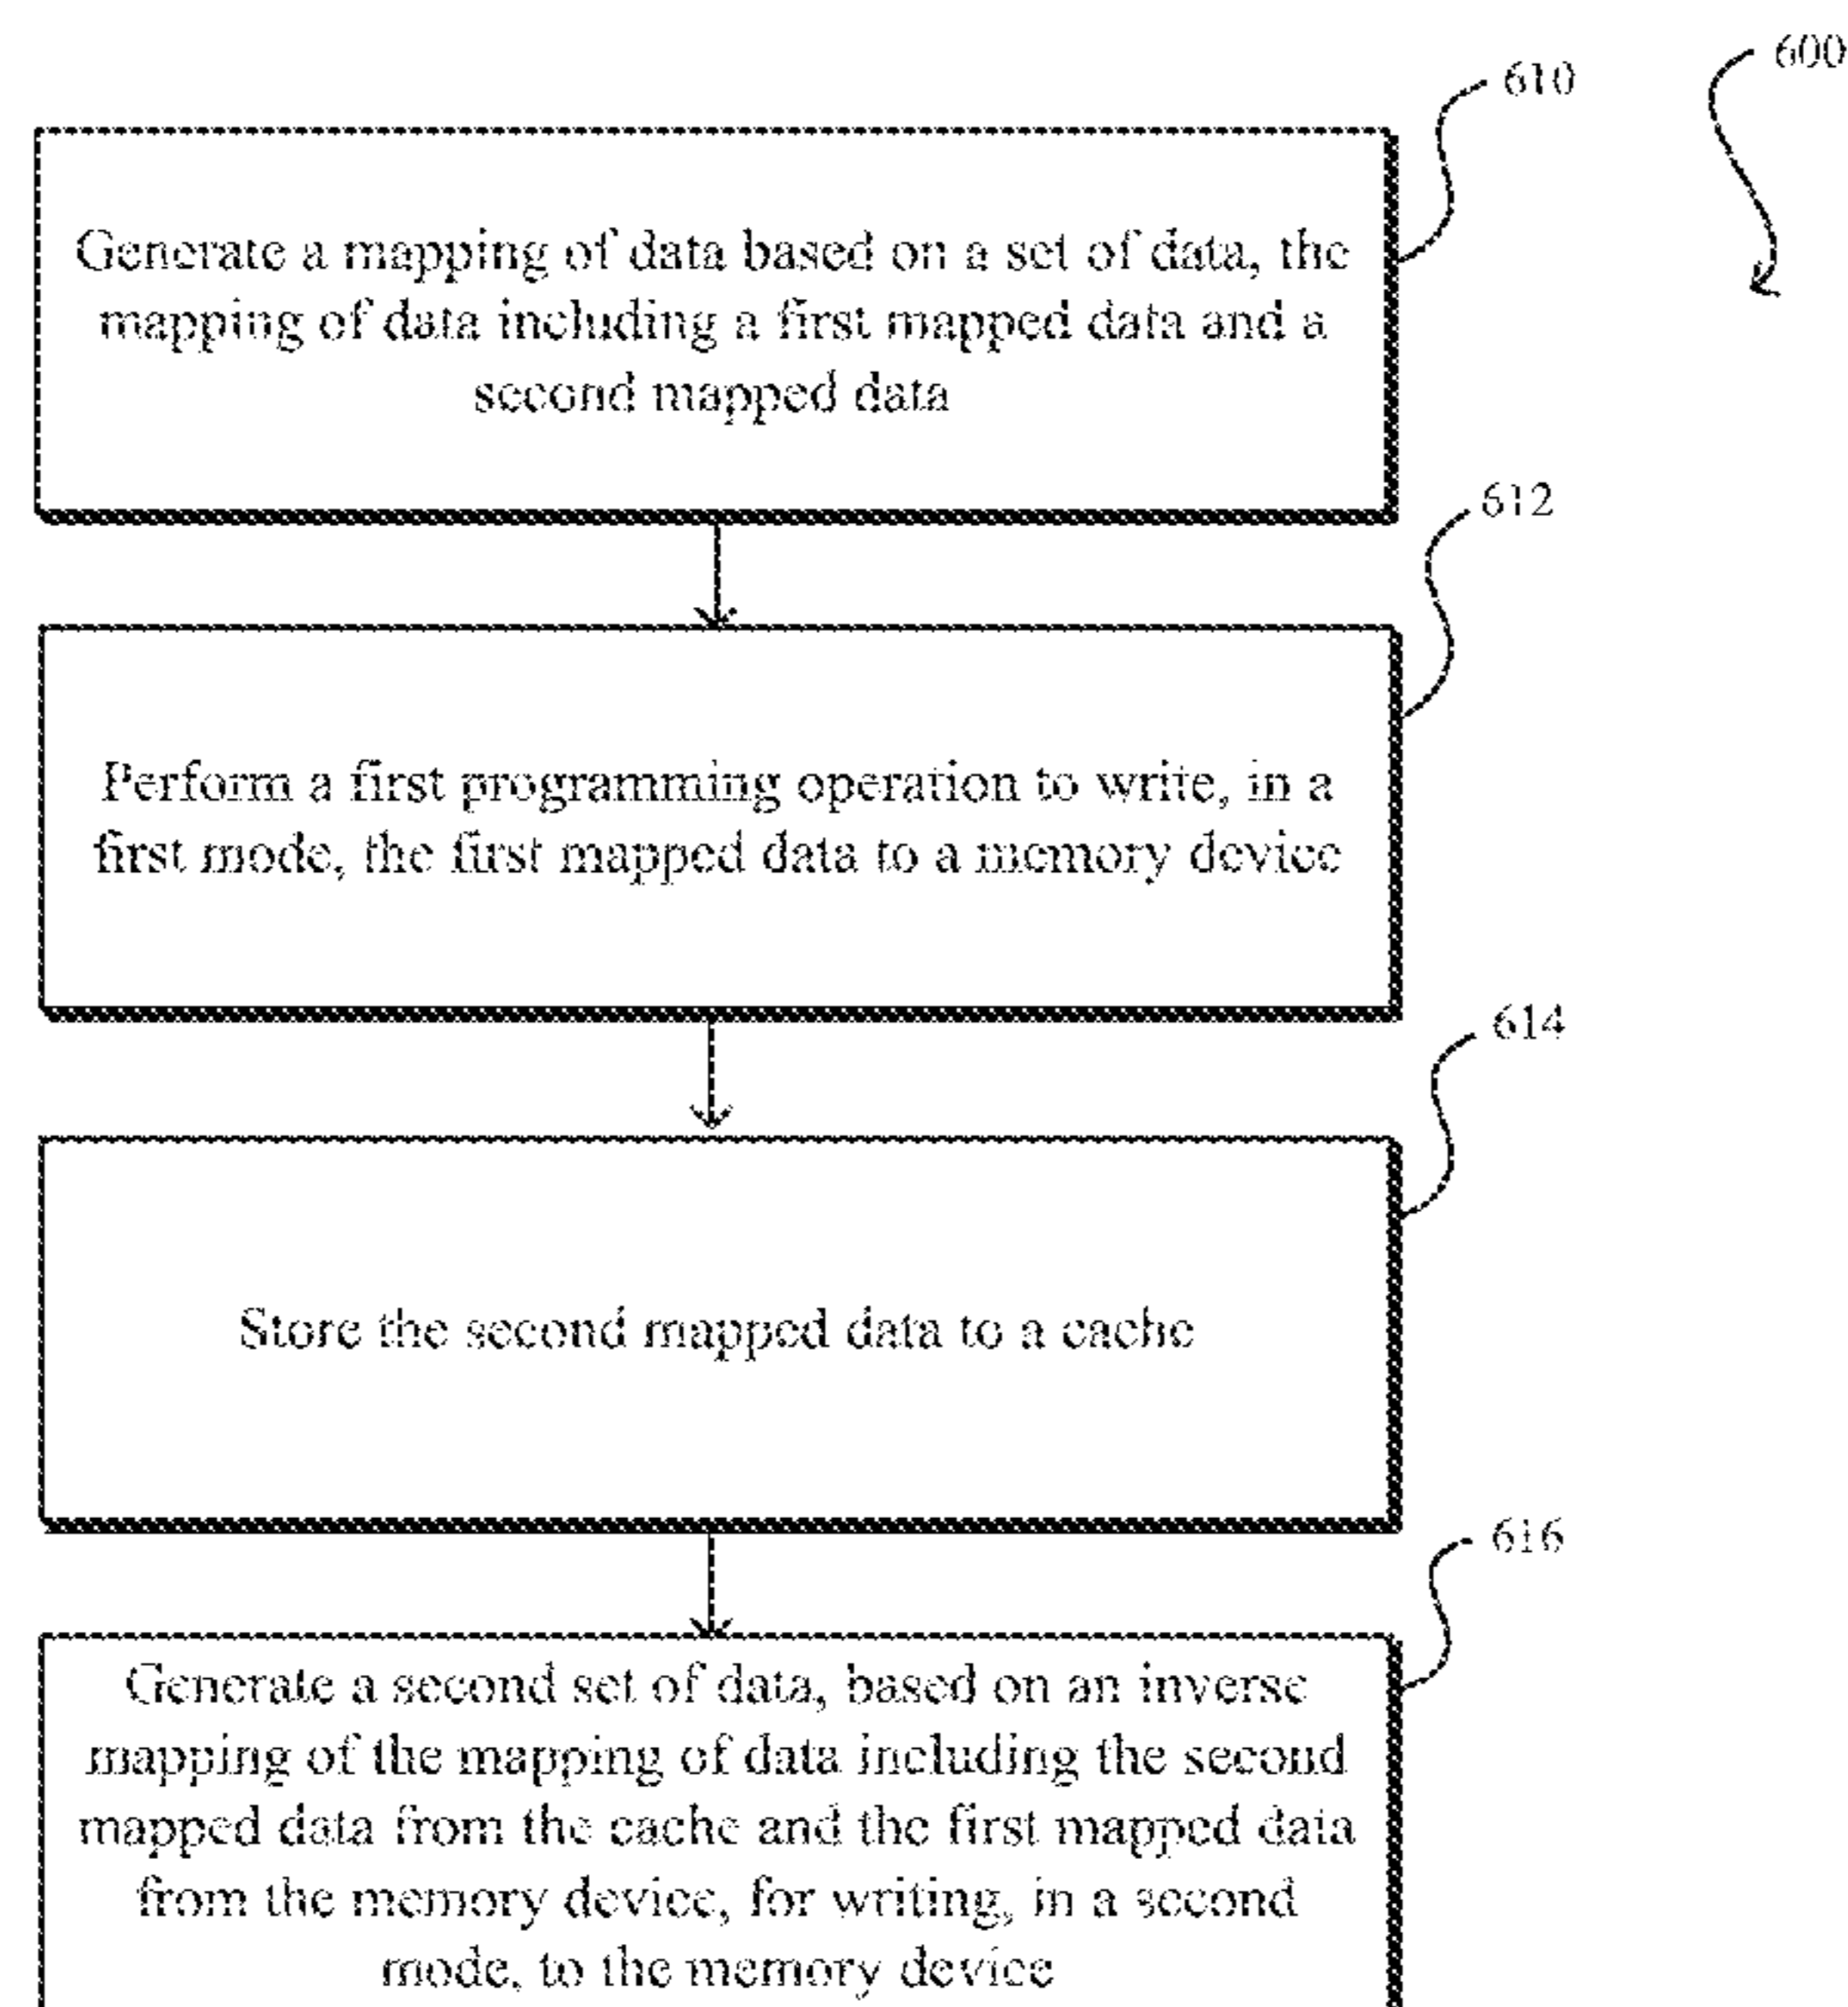 600
610
Generate a mapping of data based on a set of data, the
mapping of data including a first mapped data and a
second mapped data
612
Perform a first programming operation to write, in a
first mode, the first mapped data to a memory device
614
Store the second mapped data to a cache
616
Generate a second set of data, based on an inverse
mapping of the mapping of data including the second
mapped data from the cache and the first mapped data
from the memory device, for writing, in a second
mode, to the memory device